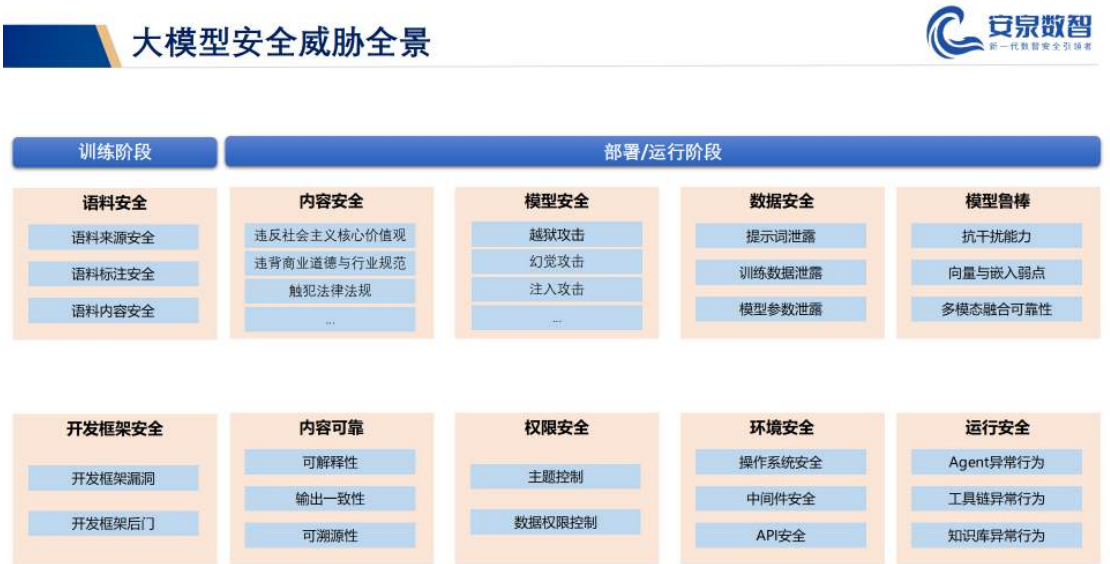 大模型安全威胁全景
安泉数智
新一代数智安全引领者
训练阶段
部署/运行阶段
语料安全
语料来源安全
语料标注安全
语料内容安全
内容安全
违反社会主义核心价值观
违背商业道德与行业规范
触犯法律法规
...
模型安全
越狱攻击
幻觉攻击
注入攻击
...
数据安全
提示词泄露
训练数据泄露
模型参数泄露
模型鲁棒
抗干扰能力
向量与嵌入弱点
多模态融合可靠性
开发框架安全
开发框架漏洞
开发框架后门
内容可靠
可解释性
输出一致性
可溯源性
权限安全
主题控制
数据权限控制
环境安全
操作系统安全
中间件安全
API安全
运行安全
Agent异常行为
工具链异常行为
知识库异常行为